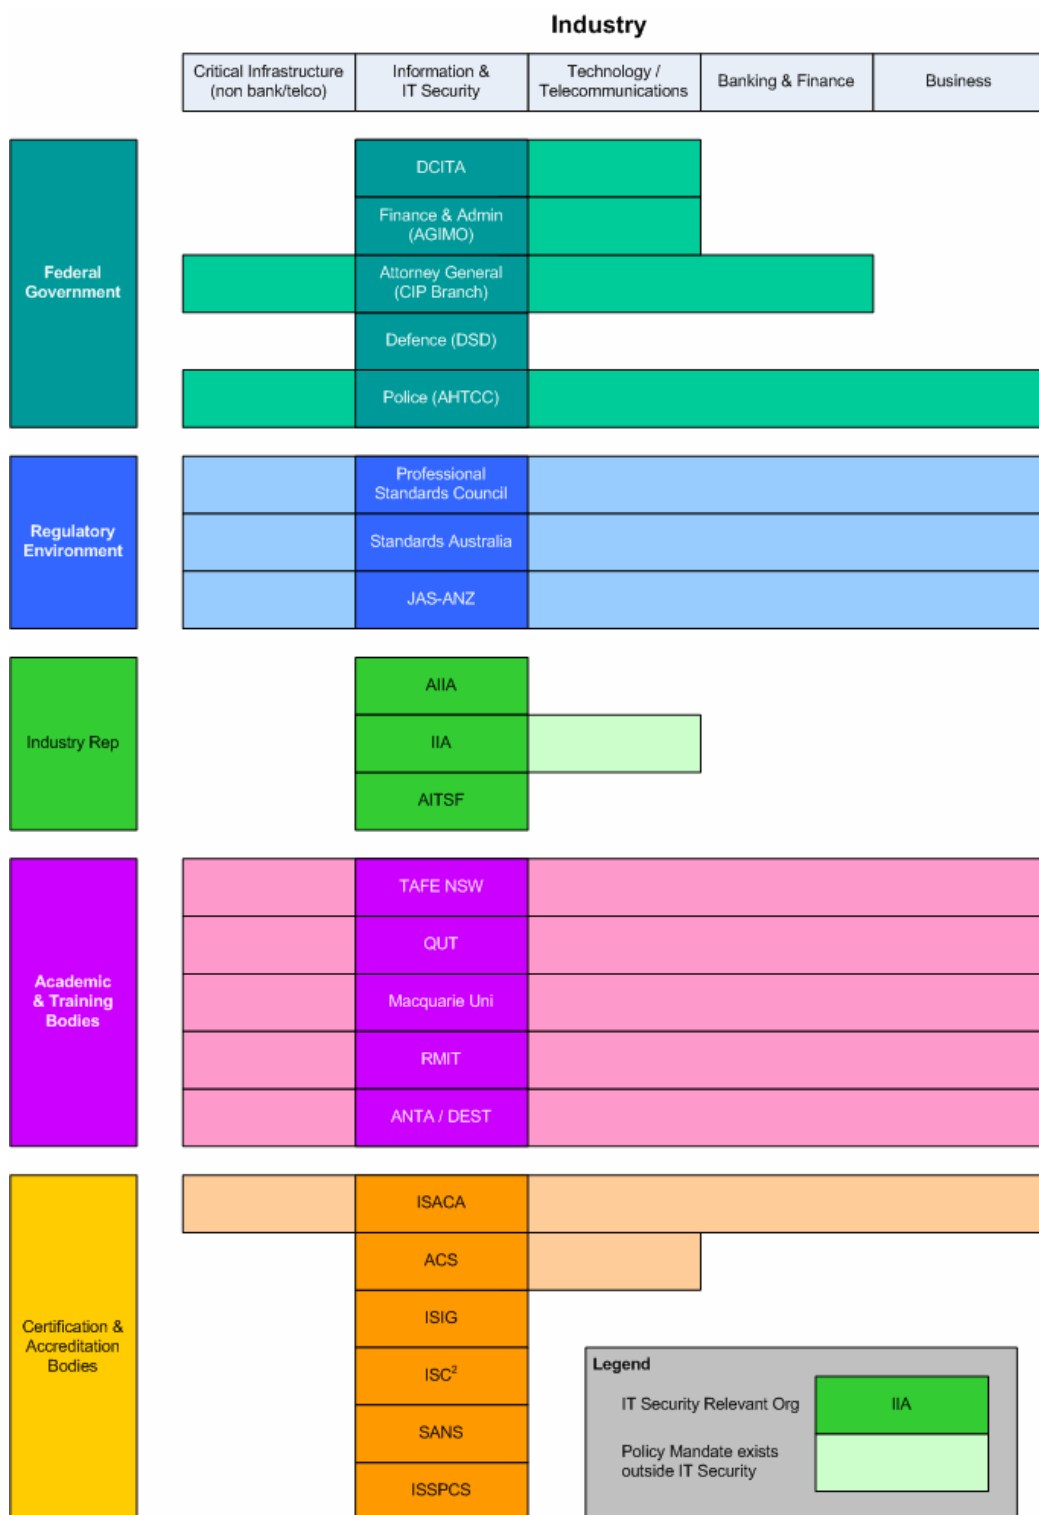 Industry
Critical Infrastructure
(non bank/telco)
Information &
IT Security
Technology /
Telecommunications
Banking & Finance
Business
Federal
Government
DCITA
Finance & Admin
(AGIMO)
Attorney General
(CIP Branch)
Defence (DSD)
Police (AHTCC)
Regulatory
Environment
Professional
Standards Council
Standards Australia
JAS-ANZ
Industry Rep
AIIA
IIA
AITSF
Academic
& Training
Bodies
TAFE NSW
QUT
Macquarie Uni
RMIT
ANTA / DEST
Certification &
Accreditation
Bodies
ISACA
ACS
ISIG
ISC²
SANS
ISSPCS
Legend
IT Security Relevant Org
IIA
Policy Mandate exists
outside IT Security